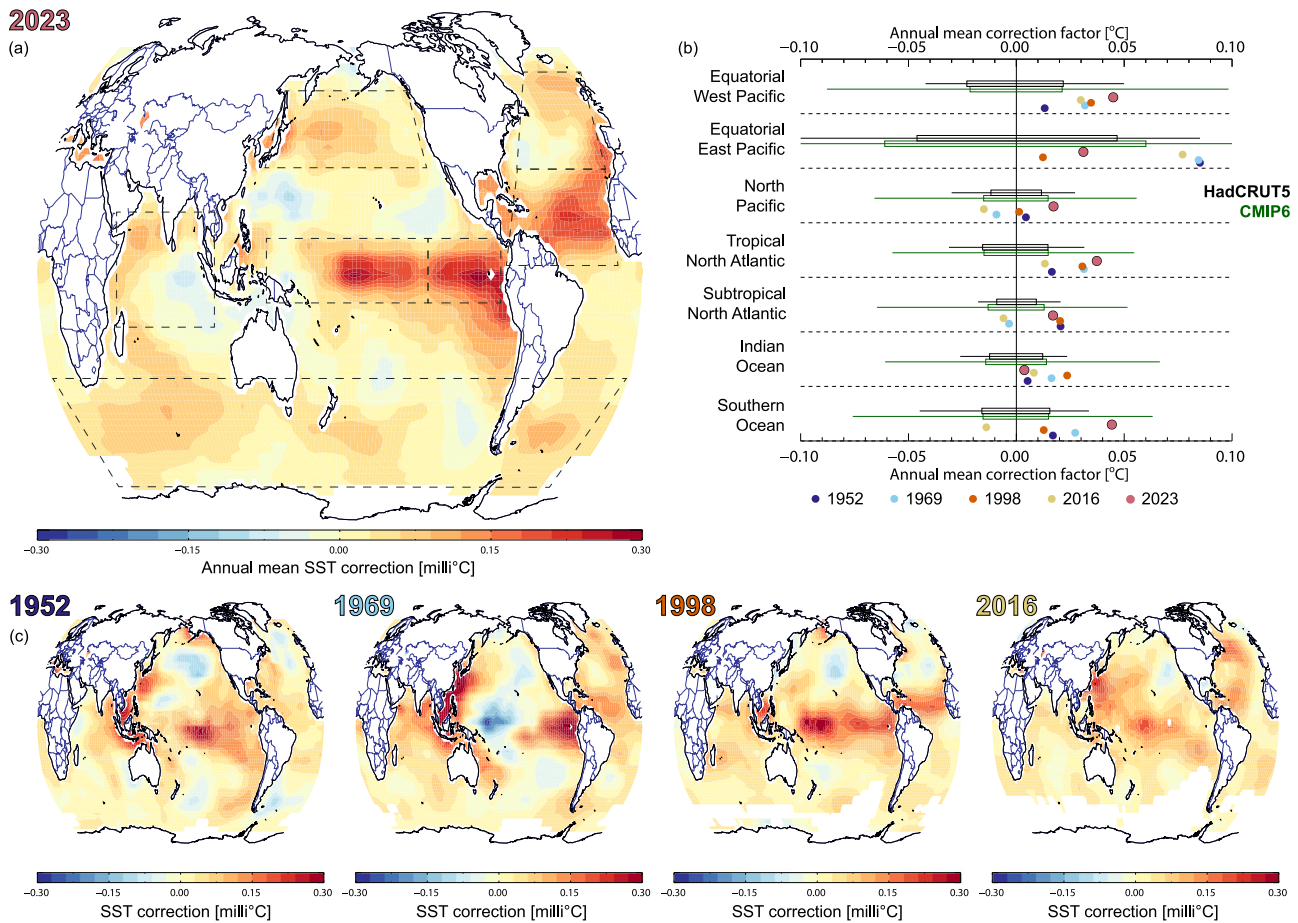 2023
(a)
−0.30
−0.15
0.00
0.15
0.30
Annual mean SST correction [milli°C]
(b)
Annual mean correction factor [°C]
−0.10
−0.05
0.00
0.05
0.10
Equatorial
West Pacific
Equatorial
East Pacific
North
Pacific
HadCRUT5
CMIP6
Tropical
North Atlantic
Subtropical
North Atlantic
Indian
Ocean
Southern
Ocean
−0.10
−0.05
0.00
0.05
0.10
Annual mean correction factor [°C]
1952
1969
1998
2016
2023
1952
(c)
−0.30
−0.15
0.00
0.15
0.30
SST correction [milli°C]
1969
−0.30
−0.15
0.00
0.15
0.30
SST correction [milli°C]
1998
−0.30
−0.15
0.00
0.15
0.30
SST correction [milli°C]
2016
−0.30
−0.15
0.00
0.15
0.30
SST correction [milli°C]